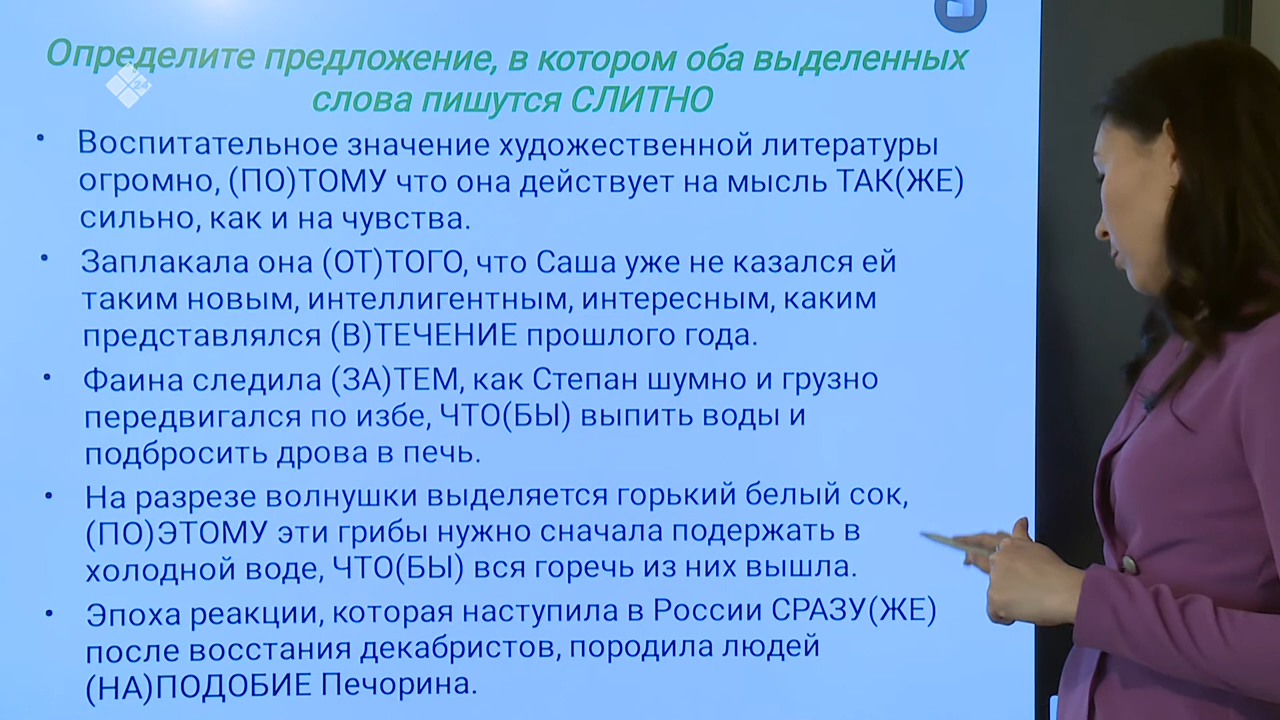 Определите предложение, в котором оба выделенных
слова пишутся СЛИТНО
24
• Воспитательное значение художественной литературы
огромно, (ПО)ТОМУ что она действует на мысль ТАК(ЖЕ)
сильно, как и на чувства.
• Заплакала она (ОТ)ТОГО, что Саша уже не казался ей
таким новым, интеллигентным, интересным, каким
представлялся (В)ТЕЧЕНИЕ прошлого года.
• Фаина следила (ЗА)ТЕМ, как Степан шумно и грузно
передвигался по избе, ЧТО(БЫ) выпить воды и
подбросить дрова в печь.
• На разрезе волнушки выделяется горький белый сок,
(ПО)ЭТОМУ эти грибы нужно сначала подержать в
холодной воде, ЧТО(БЫ) вся горечь из них вышла.
• Эпоха реакции, которая наступила в России СРАЗУ(ЖЕ)
после восстания декабристов, породила людей
(НА)ПОДОБИЕ Печорина.